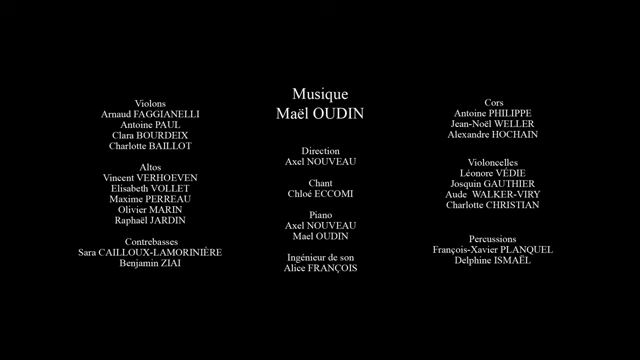 Violons
Arnaud FAGGIANELLI
Antoine PAUL
Clara BOURDEIX
Charlotte BAILLOT
Altos
Vincent VERHOEVEN
Elisabeth VOLLET
Maxime PERREAU
Olivier MARIN
Raphaël JARDIN
Contrebasses
Sara CAILLOUX-LAMORINIÈRE
Benjamin ZIAI
Musique
Maël OUDIN
Direction
Axel NOUVEAU
Chant
Chloé ECCOMI
Piano
Axel NOUVEAU
Mael OUDIN
Ingénieur de son
Alice FRANÇOIS
Cors
Antoine PHILIPPE
Jean-Noël WELLER
Alexandre HOCHAIN
Violoncelles
Léonore VÉDIE
Josquin GAUTHIER
Aude WALKER-VIRY
Charlotte CHRISTIAN
Percussions
François-Xavier PLANQUEL
Delphine ISMAËL